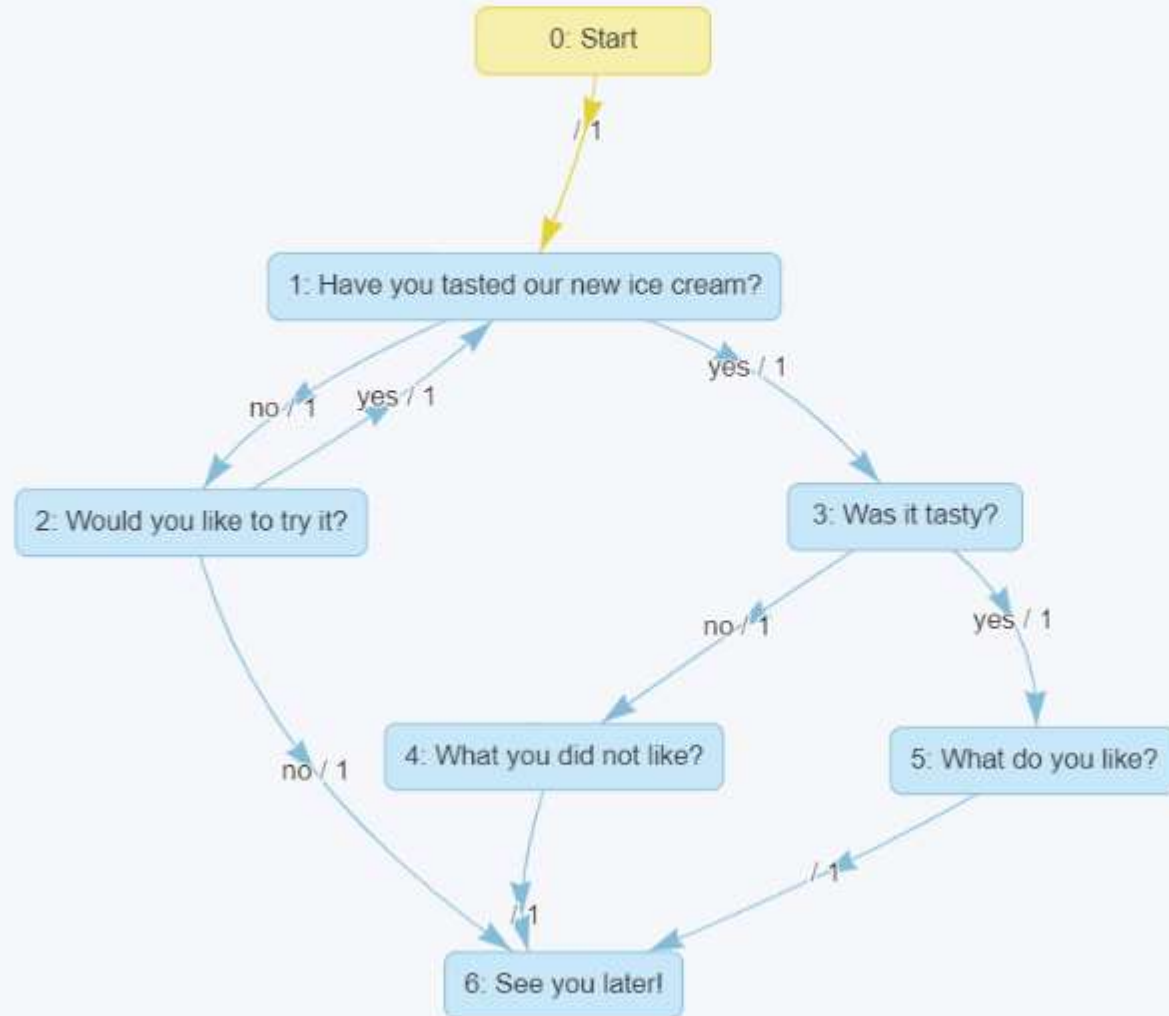 0: Start
/ 1
1: Have you tasted our new ice cream?
no / 1
yes / 1
yes / 1
2: Would you like to try it?
3: Was it tasty?
no / 1
yes / 1
4: What you did not like?
5: What do you like?
no / 1
/ 1
/ 1
6: See you later!